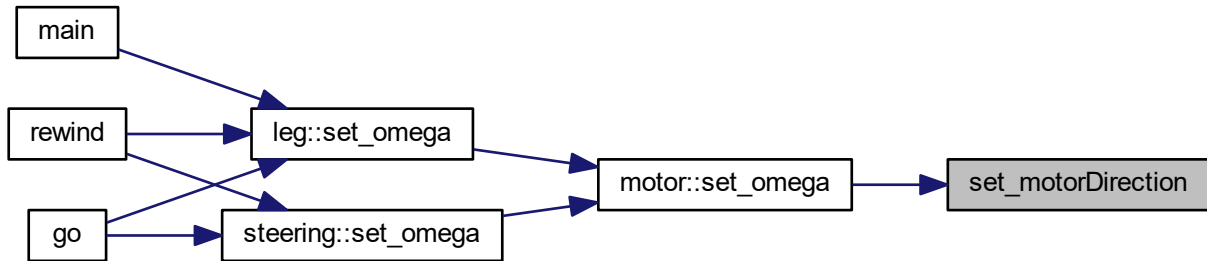 main
rewind
leg::set_omega
motor::set_omega
set_motorDirection
go
steering::set_omega